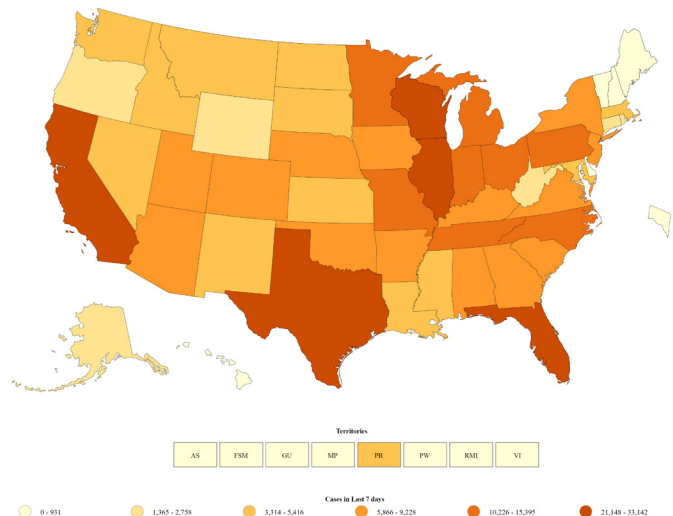 Territories
AS FSM GU MP PR PW RMI VI
Cases in Last 7 days
0 - 931 1,365 - 2,758 3,314 - 5,416 5,866 - 9,228 10,226 - 15,395 21,148 - 33,142